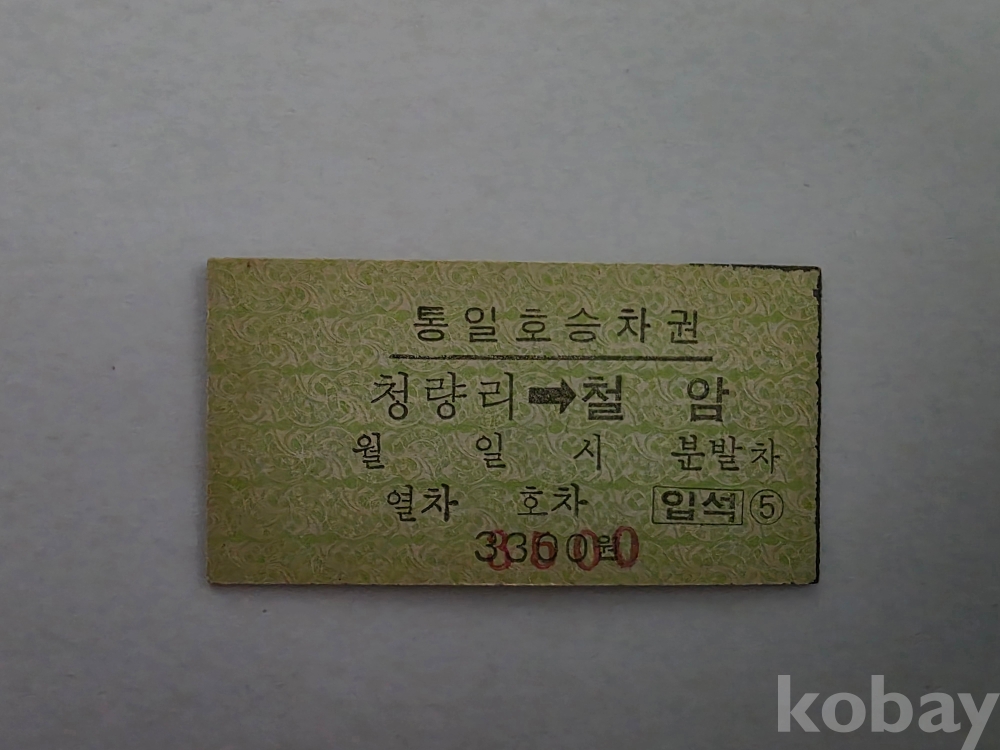 통일호승차권
청량리➡철 암
월 일 시 분발차
열차 호차 입석 ⑤
3300원
kobay